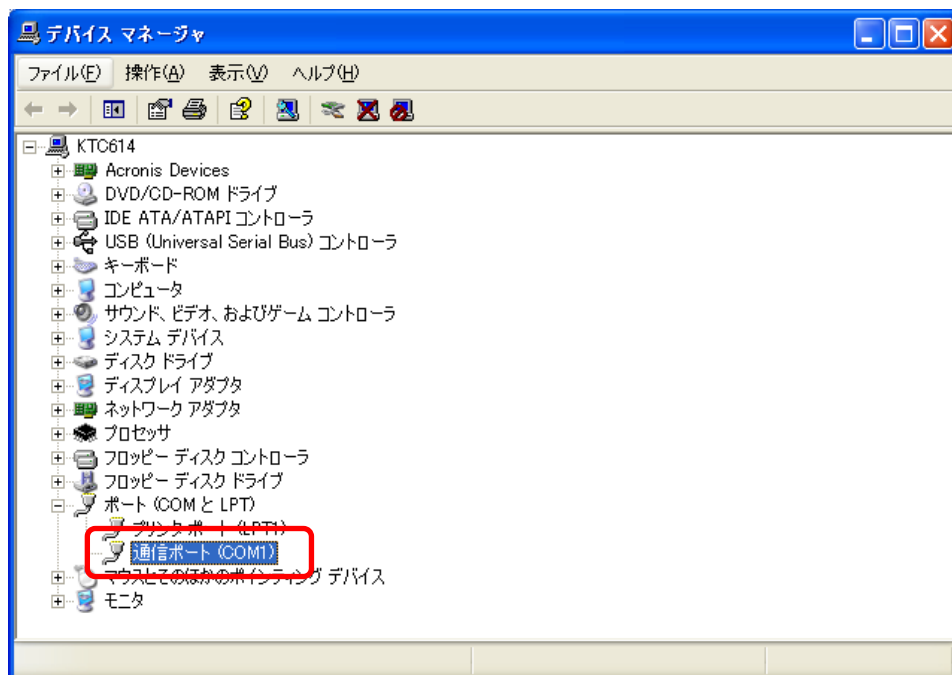 デバイス マネージャ
ファイル(F) 操作(A) 表示(V) ヘルプ(H)
KTC614
Acronis Devices
DVD/CD-ROM ドライブ
IDE ATA/ATAPI コントローラ
USB (Universal Serial Bus) コントローラ
キーボード
コンピュータ
サウンド、ビデオ、およびゲーム コントローラ
システム デバイス
ディスク ドライブ
ディスプレイ アダプタ
ネットワーク アダプタ
プロセッサ
フロッピー ディスク コントローラ
フロッピー ディスク ドライブ
ポート (COM と LPT)
プリンタ ポート (LPT1)
通信ポート (COM1)
マウスとそのほかのポインティング デバイス
モニタ